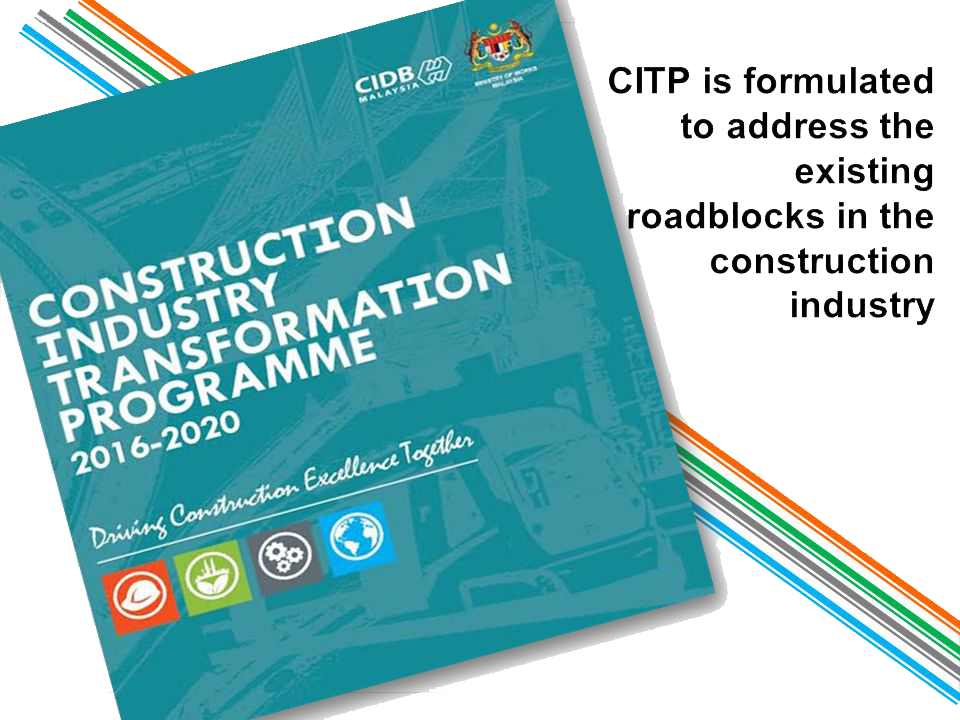 CIDB
MALAYSIA
MINISTRY OF WORKS
MALAYSIA
CONSTRUCTION
INDUSTRY
TRANSFORMATION
PROGRAMME
2016-2020
Driving Construction Excellence Together
CITP is formulated
to address the
existing
roadblocks in the
construction
industry